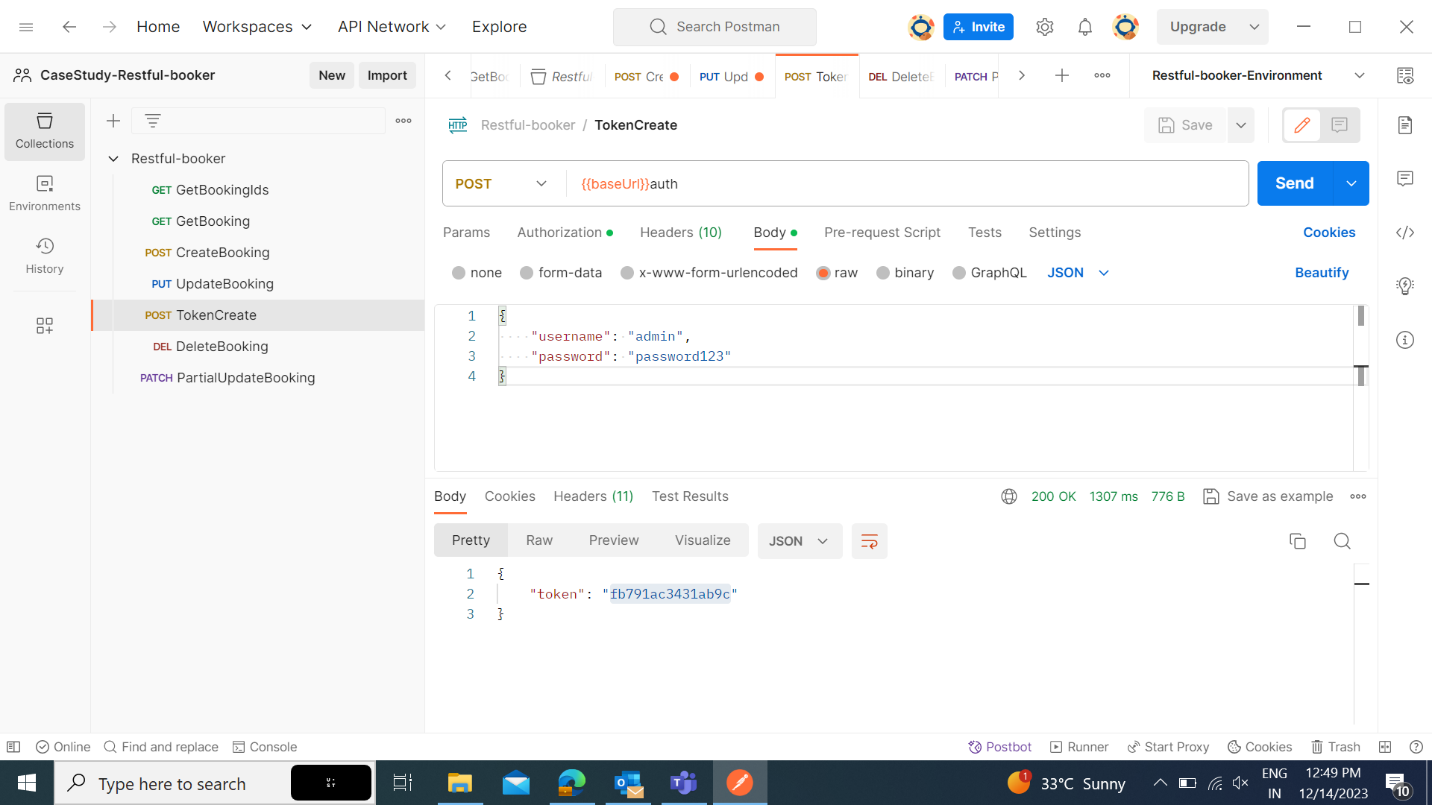 Home Workspaces API Network Explore Search Postman Invite Upgrade
CaseStudy-Restful-booker New Import GetBoo Restful POST Cre PUT Upd POST Toke DEL DeleteB PATCH P Restful-booker-Environment
Collections
Environments
History
Restful-booker
GET GetBookingIds
GET GetBooking
POST CreateBooking
PUT UpdateBooking
POST TokenCreate
DEL DeleteBooking
PATCH PartialUpdateBooking
HTTP Restful-booker / TokenCreate Save
POST {{baseUrl}}auth Send
Params Authorization Headers (10) Body Pre-request Script Tests Settings Cookies
none form-data x-www-form-urlencoded raw binary GraphQL JSON Beautify
1 {
2 "username": "admin",
3 "password": "password123"
4 }
Body Cookies Headers (11) Test Results 200 OK 1307 ms 776 B Save as example
Pretty Raw Preview Visualize JSON
1 {
2 "token": "fb791ac3431ab9c"
3 }
Online Find and replace Console Postbot Runner Start Proxy Cookies Trash
Type here to search 1 33°C Sunny ENG 12:49 PM
IN 12/14/2023 10